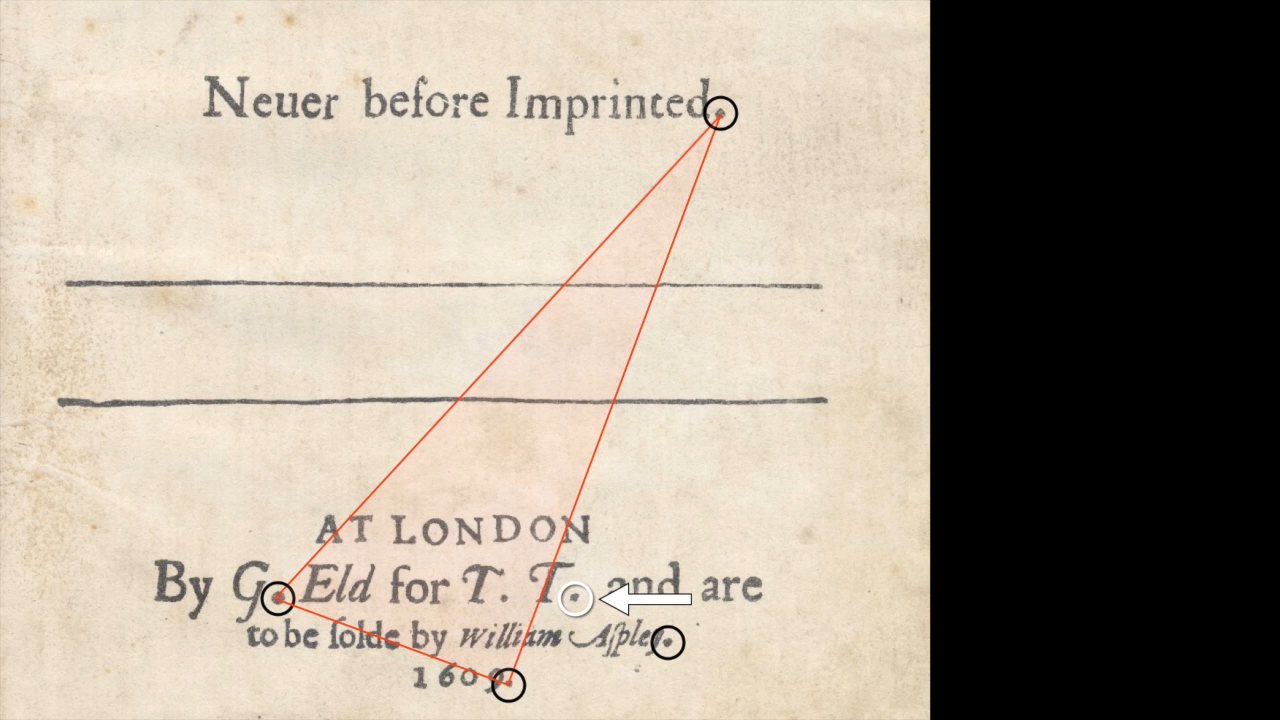 Neuer before Imprinted.
AT LONDON
By G. Eld for T. T. and are
to be ſolde by William Aſpley.
1609.